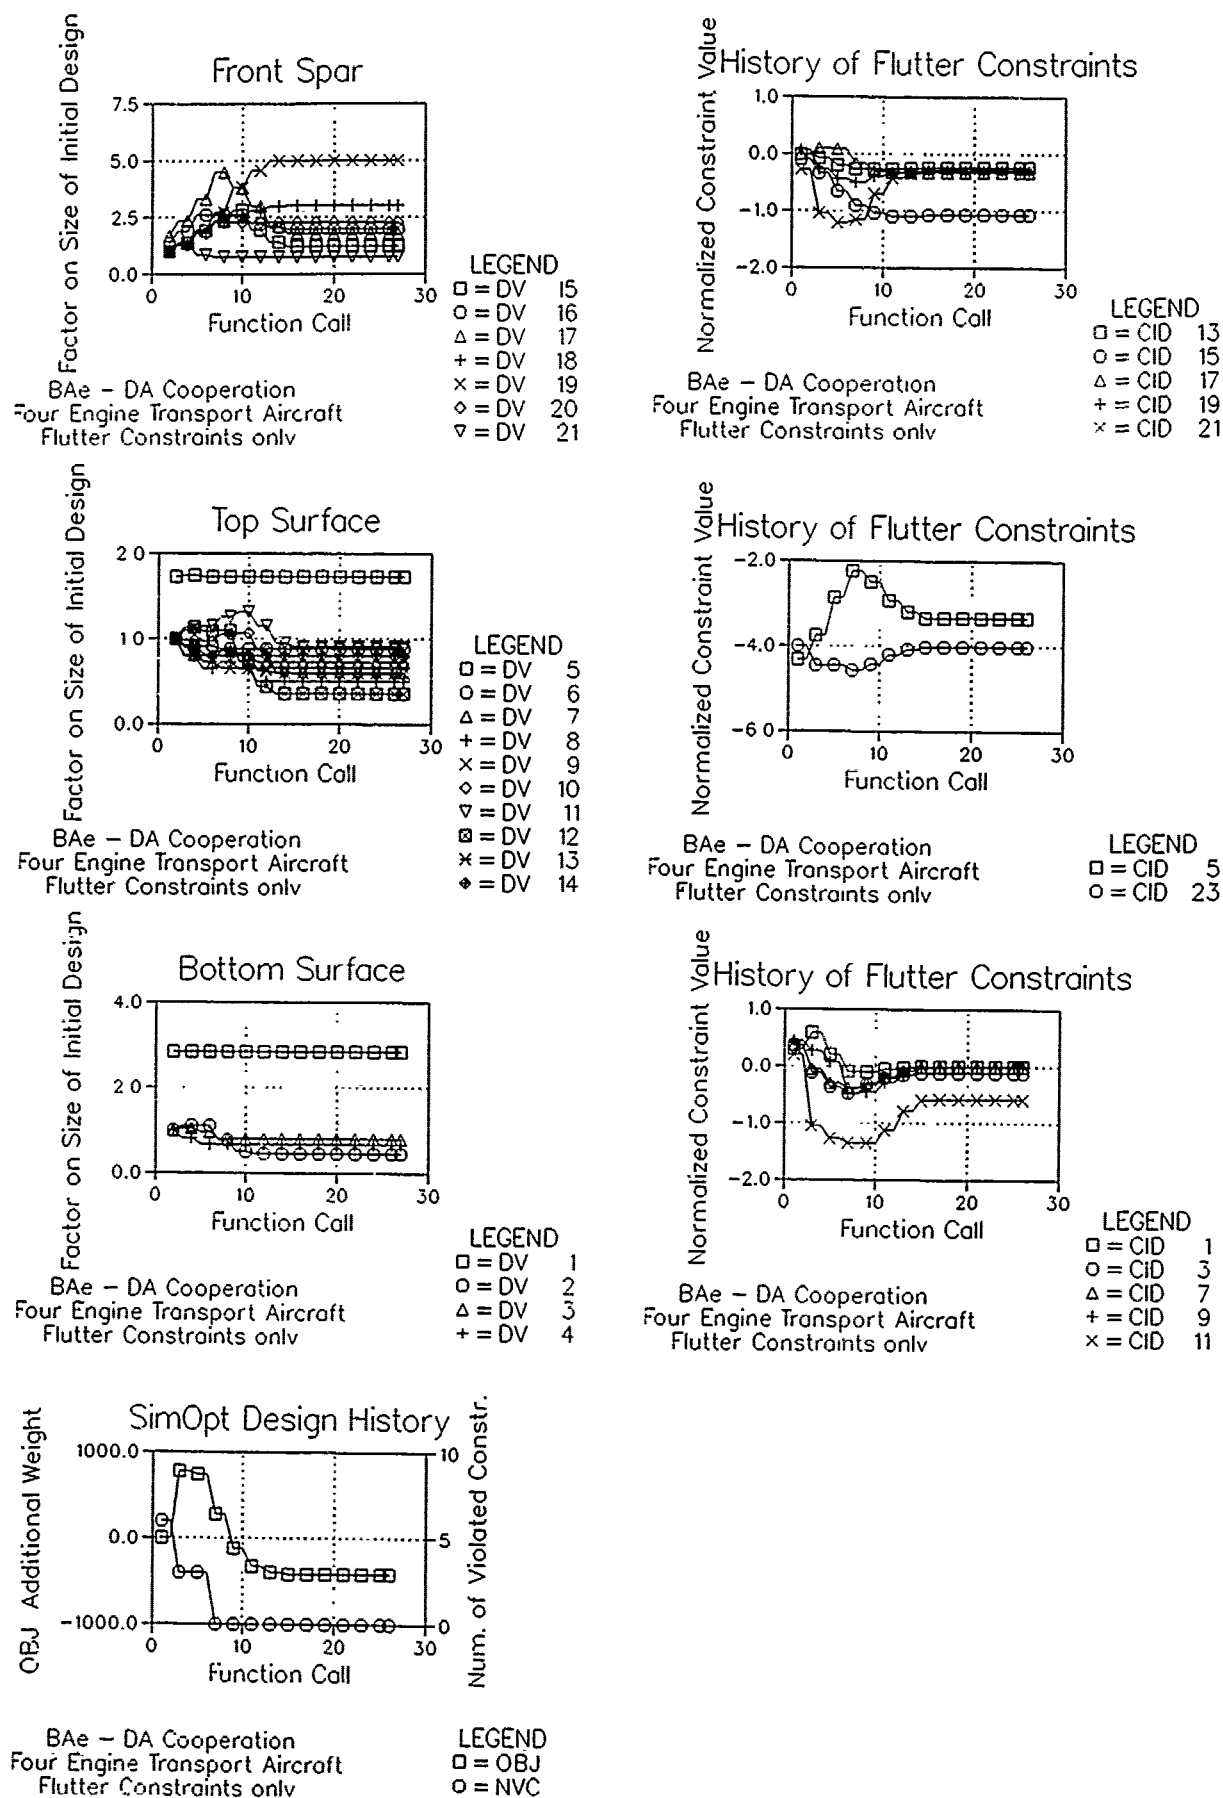 Front Spar
Factor on Size of Initial Design
7.5
5.0
2.5
0.0
0 10 20 30
Function Call
LEGEND
= DV 15
= DV 16
= DV 17
+ = DV 18
× = DV 19
= DV 20
= DV 21
BAe – DA Cooperation
Four Engine Transport Aircraft
Flutter Constraints only
History of Flutter Constraints
Normalized Constraint Value
1.0
0.0
−1.0
−2.0
0 10 20 30
Function Call
LEGEND
= CID 13
= CID 15
= CID 17
+ = CID 19
× = CID 21
BAe – DA Cooperation
Four Engine Transport Aircraft
Flutter Constraints only
Top Surface
Factor on Size of Initial Design
2 0
1 0
0.0
0 10 20 30
Function Call
LEGEND
= DV 5
= DV 6
= DV 7
+ = DV 8
× = DV 9
= DV 10
= DV 11
= DV 12
= DV 13
= DV 14
BAe – DA Cooperation
Four Engine Transport Aircraft
Flutter Constraints only
History of Flutter Constraints
Normalized Constraint Value
−2.0
−4.0
−6 0
0 10 20 30
Function Call
LEGEND
= CID 5
= CID 23
BAe – DA Cooperation
Four Engine Transport Aircraft
Flutter Constraints only
Bottom Surface
Factor on Size of Initial Design
4.0
2 0
0.0
0 10 20 30
Function Call
LEGEND
= DV 1
= DV 2
= DV 3
+ = DV 4
BAe – DA Cooperation
Four Engine Transport Aircraft
Flutter Constraints only
History of Flutter Constraints
Normalized Constraint Value
1.0
0.0
−1.0
−2.0
0 10 20 30
Function Call
LEGEND
= CID 1
= CID 3
= CID 7
+ = CID 9
× = CID 11
BAe – DA Cooperation
Four Engine Transport Aircraft
Flutter Constraints only
SimOpt Design History
OBJ Additional Weight
1000.0
0.0
−1000.0
Num. of Violated Constr.
10
5
0
0 10 20 30
Function Call
LEGEND
= OBJ
= NVC
BAe – DA Cooperation
Four Engine Transport Aircraft
Flutter Constraints only